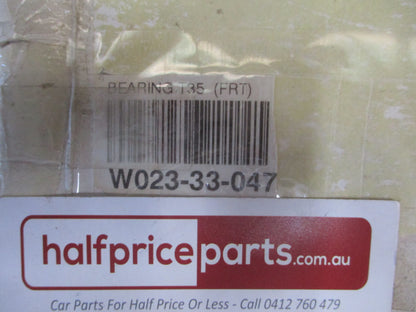 BEARING T35 (FRT)
W023-33-047
halfpriceparts.com.au
Car Parts For Half Price Or Less - Call 0412 760 479